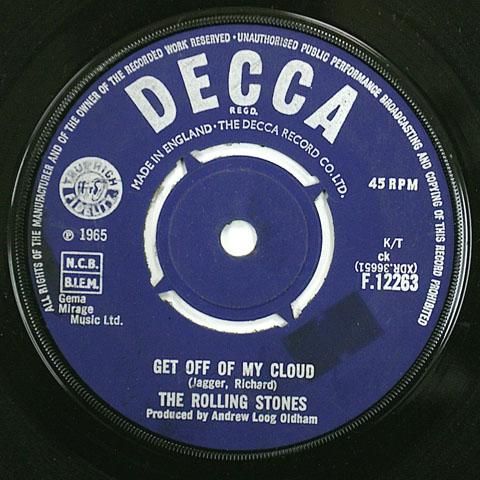 ALL RIGHTS OF THE MANUFACTURER AND OF THE OWNER OF THE RECORDED WORK RESERVED · UNAUTHORISED PUBLIC PERFORMANCE BROADCASTING AND COPYING OF THIS RECORD PROHIBITED
DECCA
REGD.
MADE IN ENGLAND · THE DECCA RECORD CO. LTD.
45 RPM
℗ 1965
N.C.B.
B.I.E.M.
Gema
Mirage
Music Ltd.
K/T
ck
(XDR.36651)
F.12263
GET OFF OF MY CLOUD
(Jagger, Richard)
THE ROLLING STONES
Produced by Andrew Loog Oldham